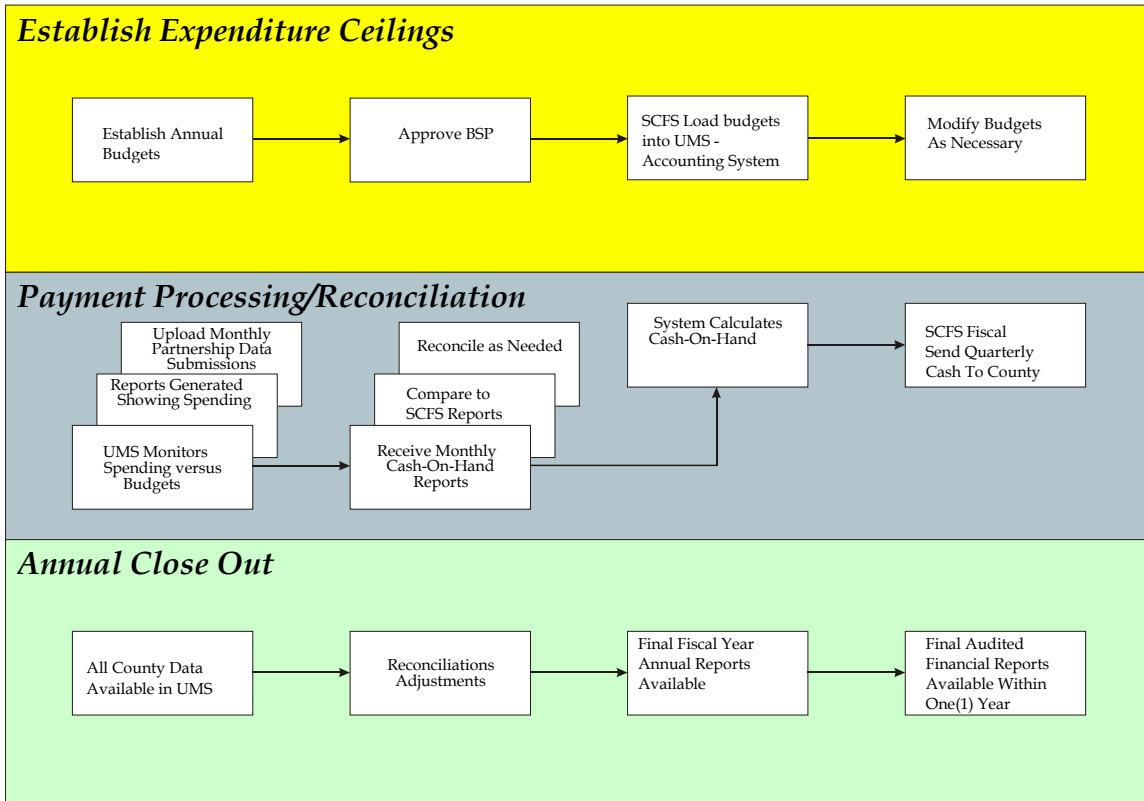 Establish Expenditure Ceilings
Establish Annual
Budgets
Approve BSP
SCFS Load budgets
into UMS -
Accounting System
Modify Budgets
As Necessary
Payment Processing/Reconciliation
Upload Monthly
Partnership Data
Submissions
Reports Generated
Showing Spending
UMS Monitors
Spending versus
Budgets
Reconcile as Needed
Compare to
SCFS Reports
Receive Monthly
Cash-On-Hand
Reports
System Calculates
Cash-On-Hand
SCFS Fiscal
Send Quarterly
Cash To County
Annual Close Out
All County Data
Available in UMS
Reconciliations
Adjustments
Final Fiscal Year
Annual Reports
Available
Final Audited
Financial Reports
Available Within
One(1) Year